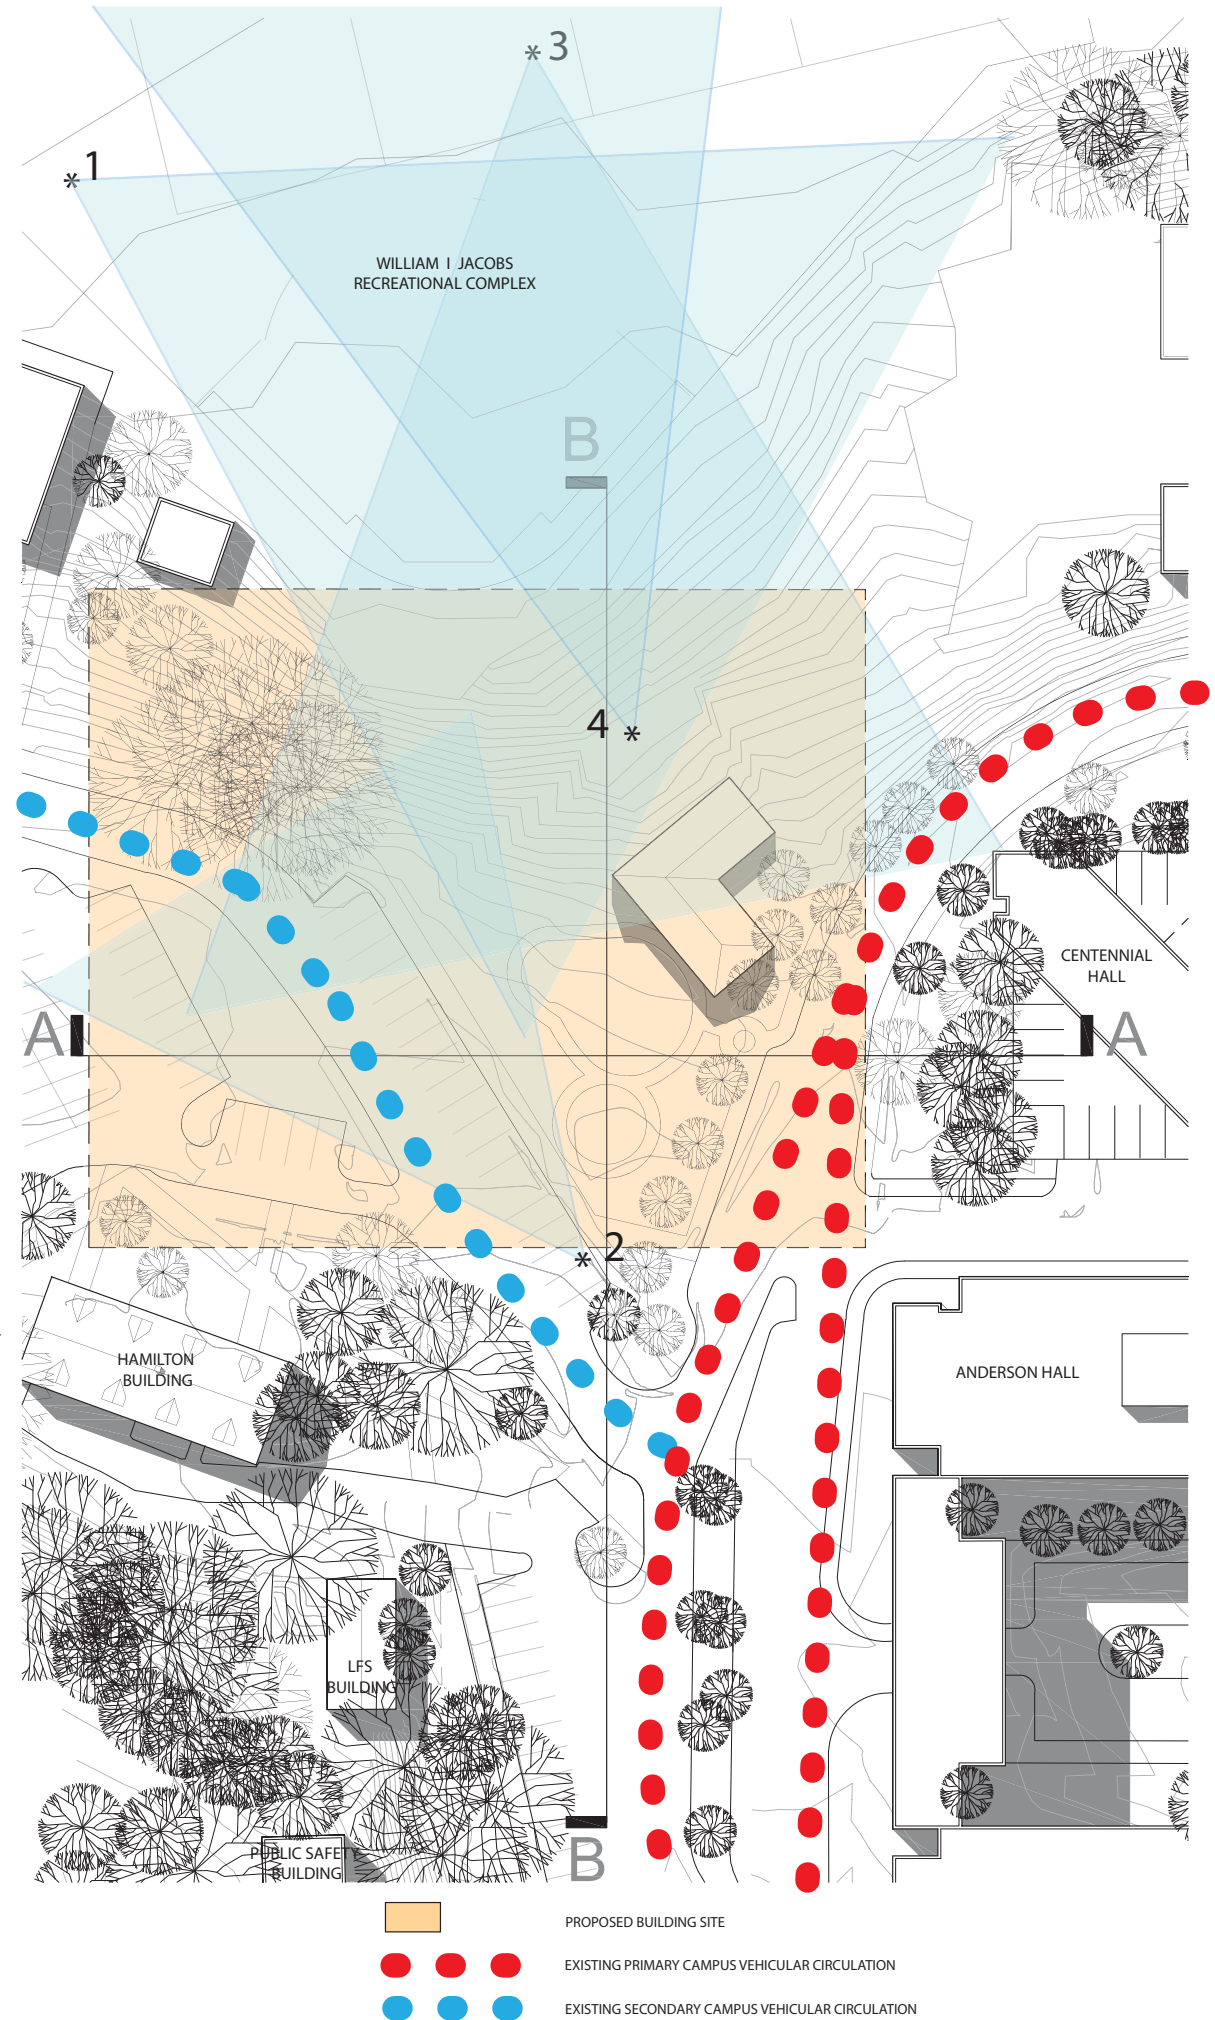 3
1
WILLIAM I JACOBS
RECREATIONAL COMPLEX
B
4
CENTENNIAL
HALL
A
A
2
HAMILTON
BUILDING
ANDERSON HALL
LFS
BUILDING
PUBLIC SAFETY
BUILDING
B
PROPOSED BUILDING SITE
EXISTING PRIMARY CAMPUS VEHICULAR CIRCULATION
EXISTING SECONDARY CAMPUS VEHICULAR CIRCULATION